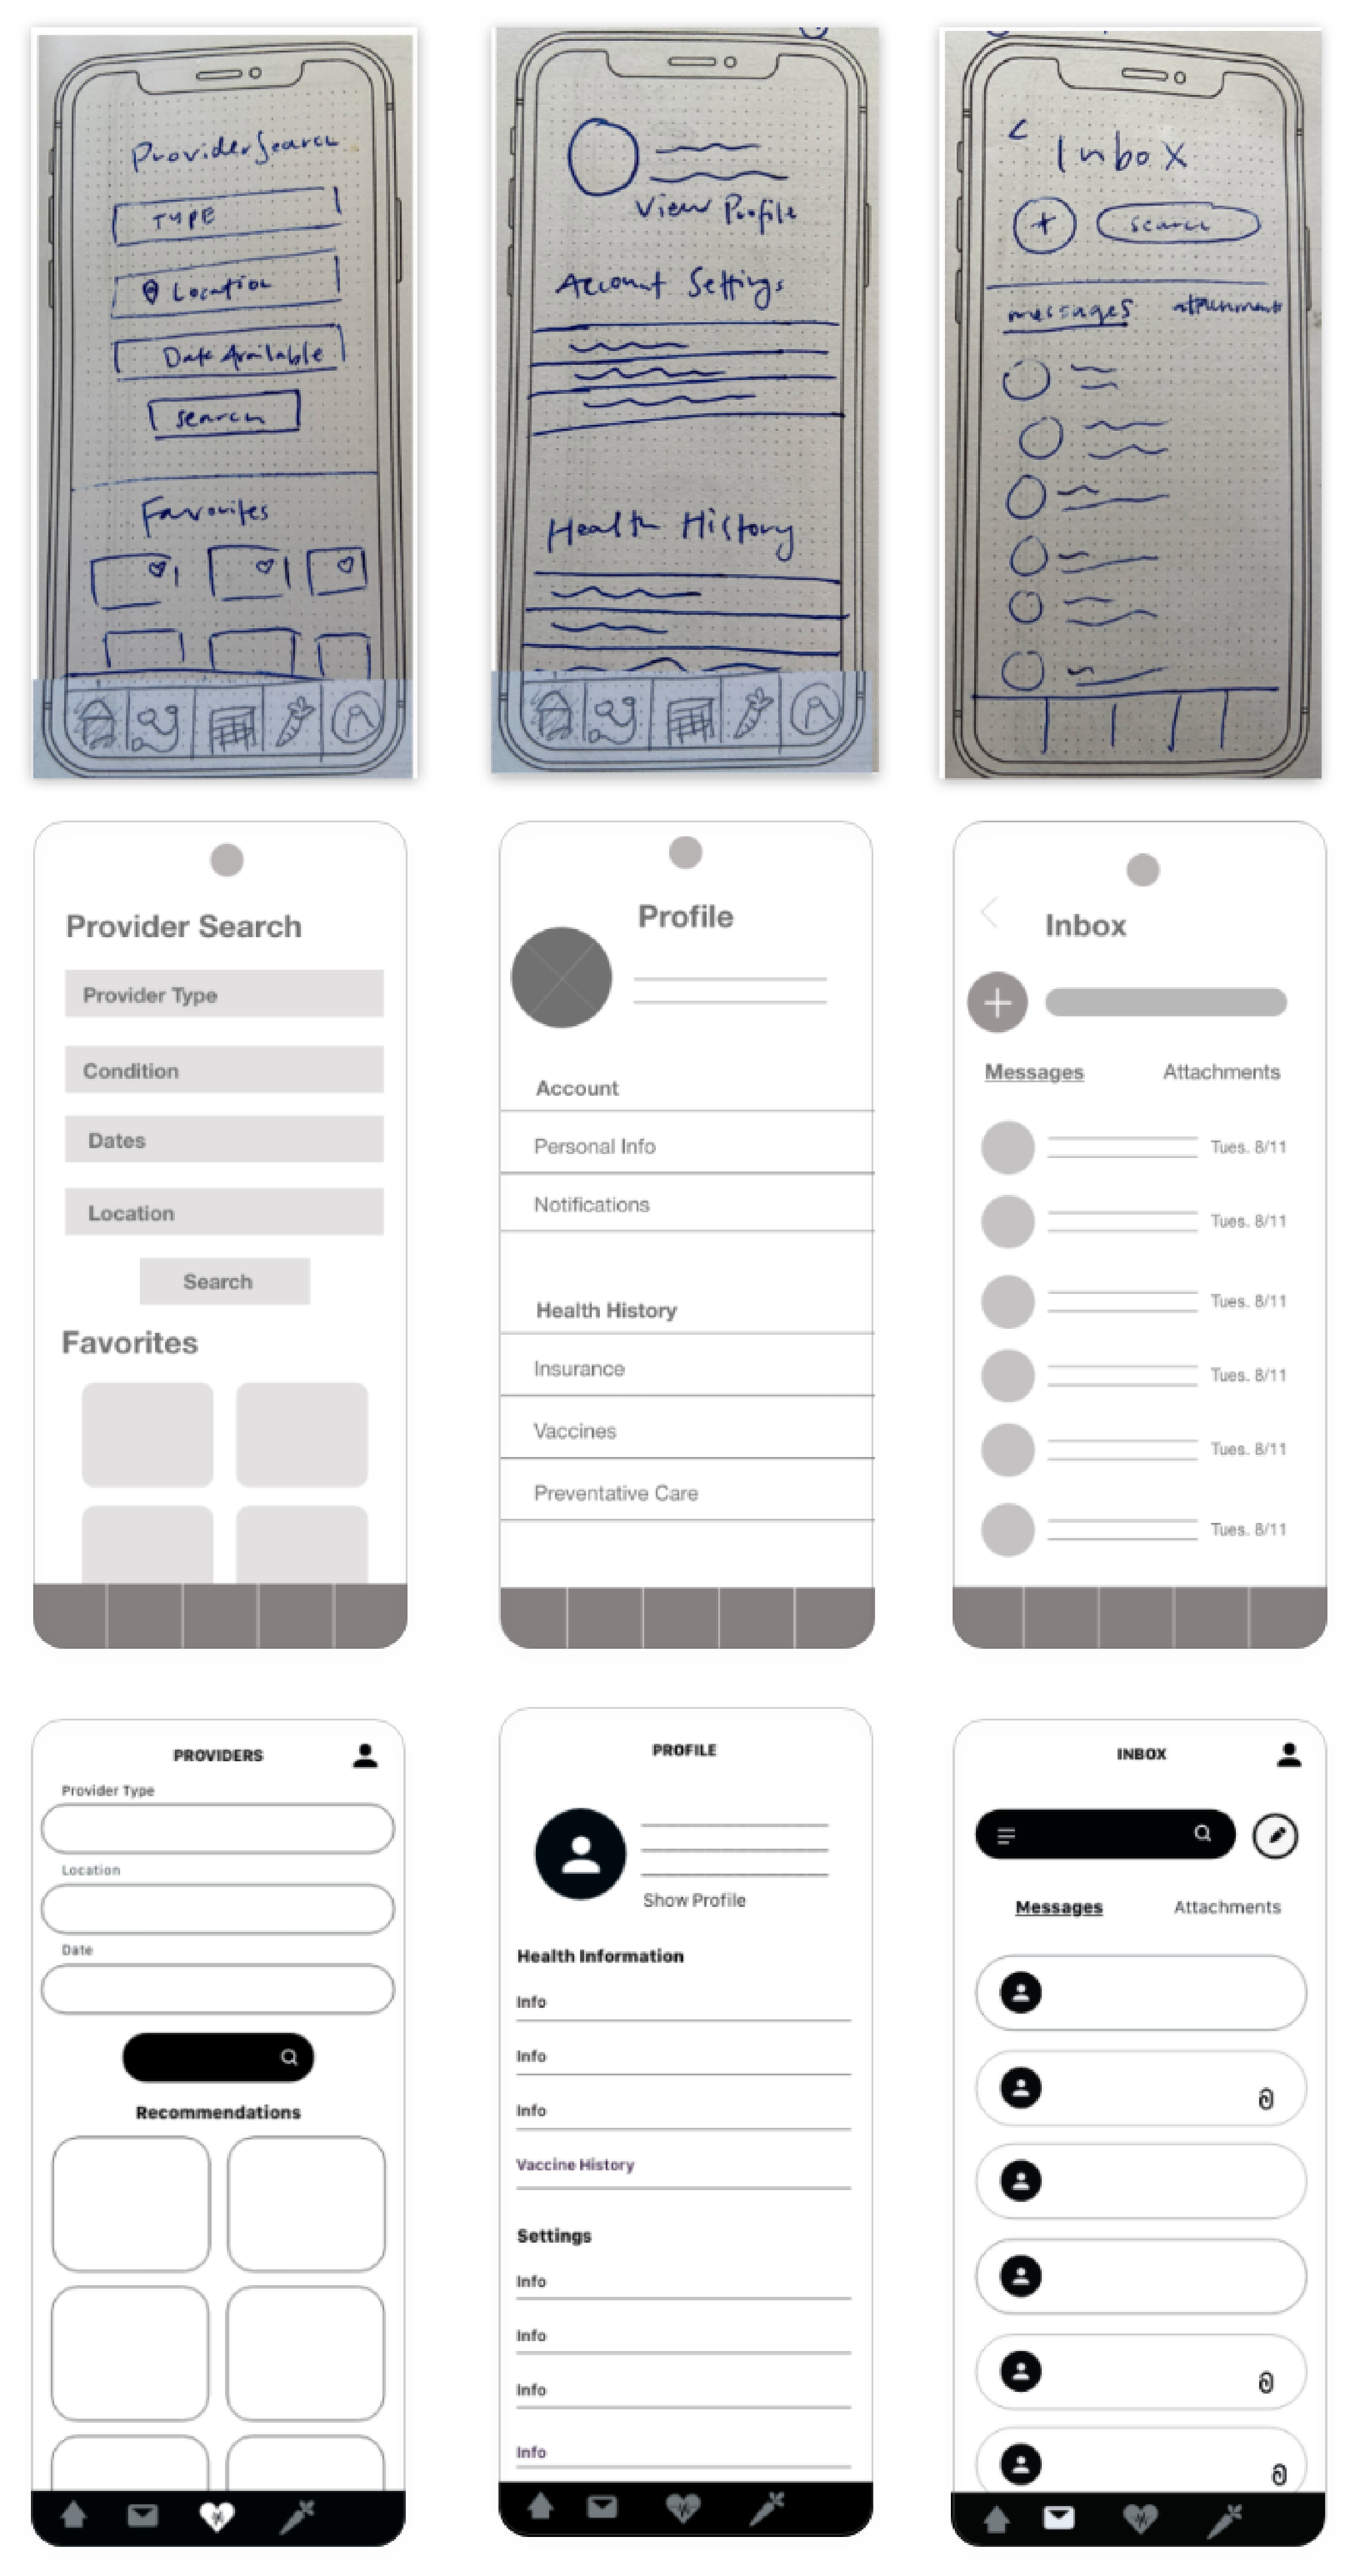 Provider Search
TYPE
Location
Date Available
search
Favorites
View Profile
Account Settings
Health History
Inbox
+
search
messages
attachments
Provider Search
Provider Type
Condition
Dates
Location
Search
Favorites
Profile
Account
Personal Info
Notifications
Health History
Insurance
Vaccines
Preventative Care
Inbox
Messages Attachments
Tues. 8/11
Tues. 8/11
Tues. 8/11
Tues. 8/11
Tues. 8/11
Tues. 8/11
PROVIDERS
Provider Type
Location
Date
Recommendations
PROFILE
Show Profile
Health Information
Info
Info
Info
Vaccine History
Settings
Info
Info
Info
Info
INBOX
Messages Attachments